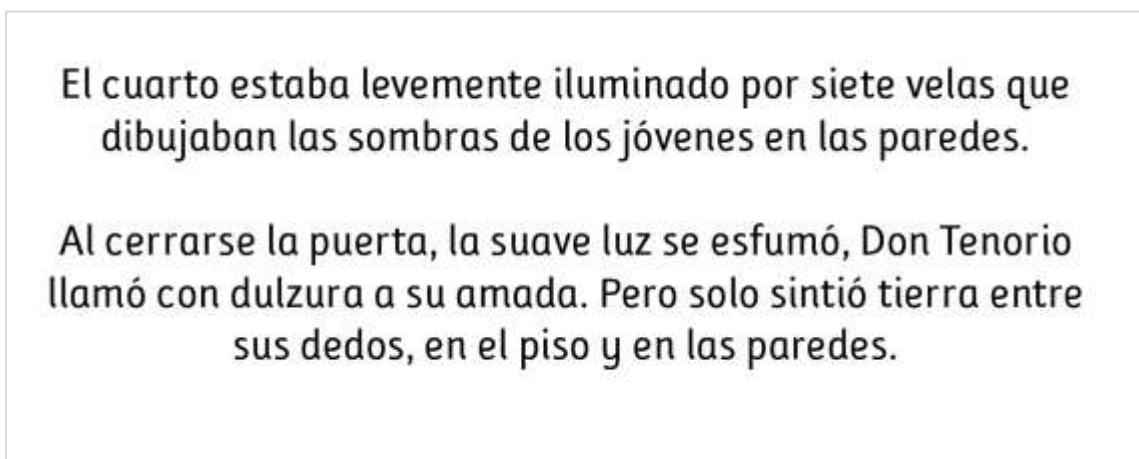 El cuarto estaba levemente iluminado por siete velas que
dibujaban las sombras de los jóvenes en las paredes.
Al cerrarse la puerta, la suave luz se esfumó, Don Tenorio
llamó con dulzura a su amada. Pero solo sintió tierra entre
sus dedos, en el piso y en las paredes.